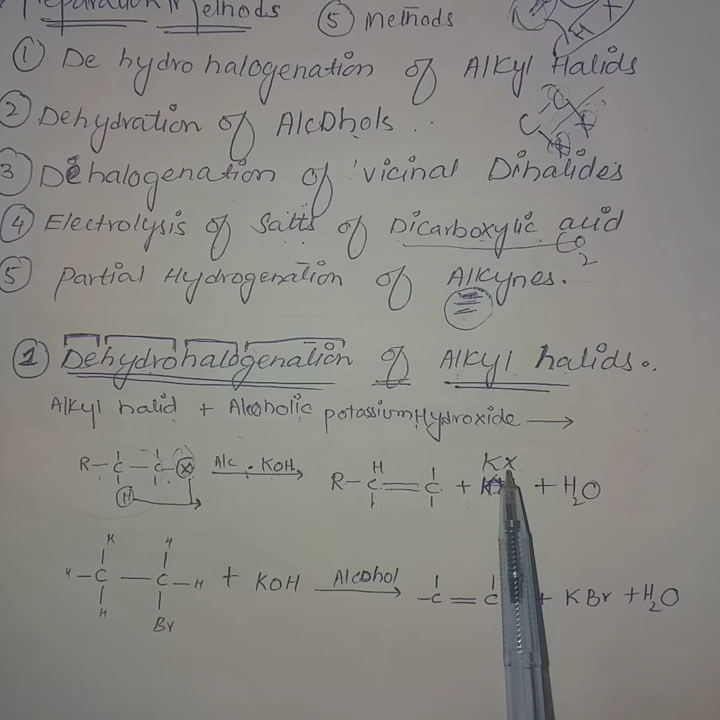 Preparation Methods ⑤ Methods
① De hydro halogenation of Alkyl Halids
② Dehydration of Alcohols.
③ Dehalogenation of vicinal Dihalides
④ Electrolysis of Salts of Dicarboxylic acid
CO2
⑤ Partial Hydrogenation of Alkynes.
① Dehydrohalogenation of Alkyl halids.
Alkyl halid + Alcoholic potassium Hydroxide →
R-C-C-X Alc. KOH → R-C=C + KX + H2O
H H
H H
H-C-C-H + KOH Alcohol → -C=C + KBr + H2O
H Br